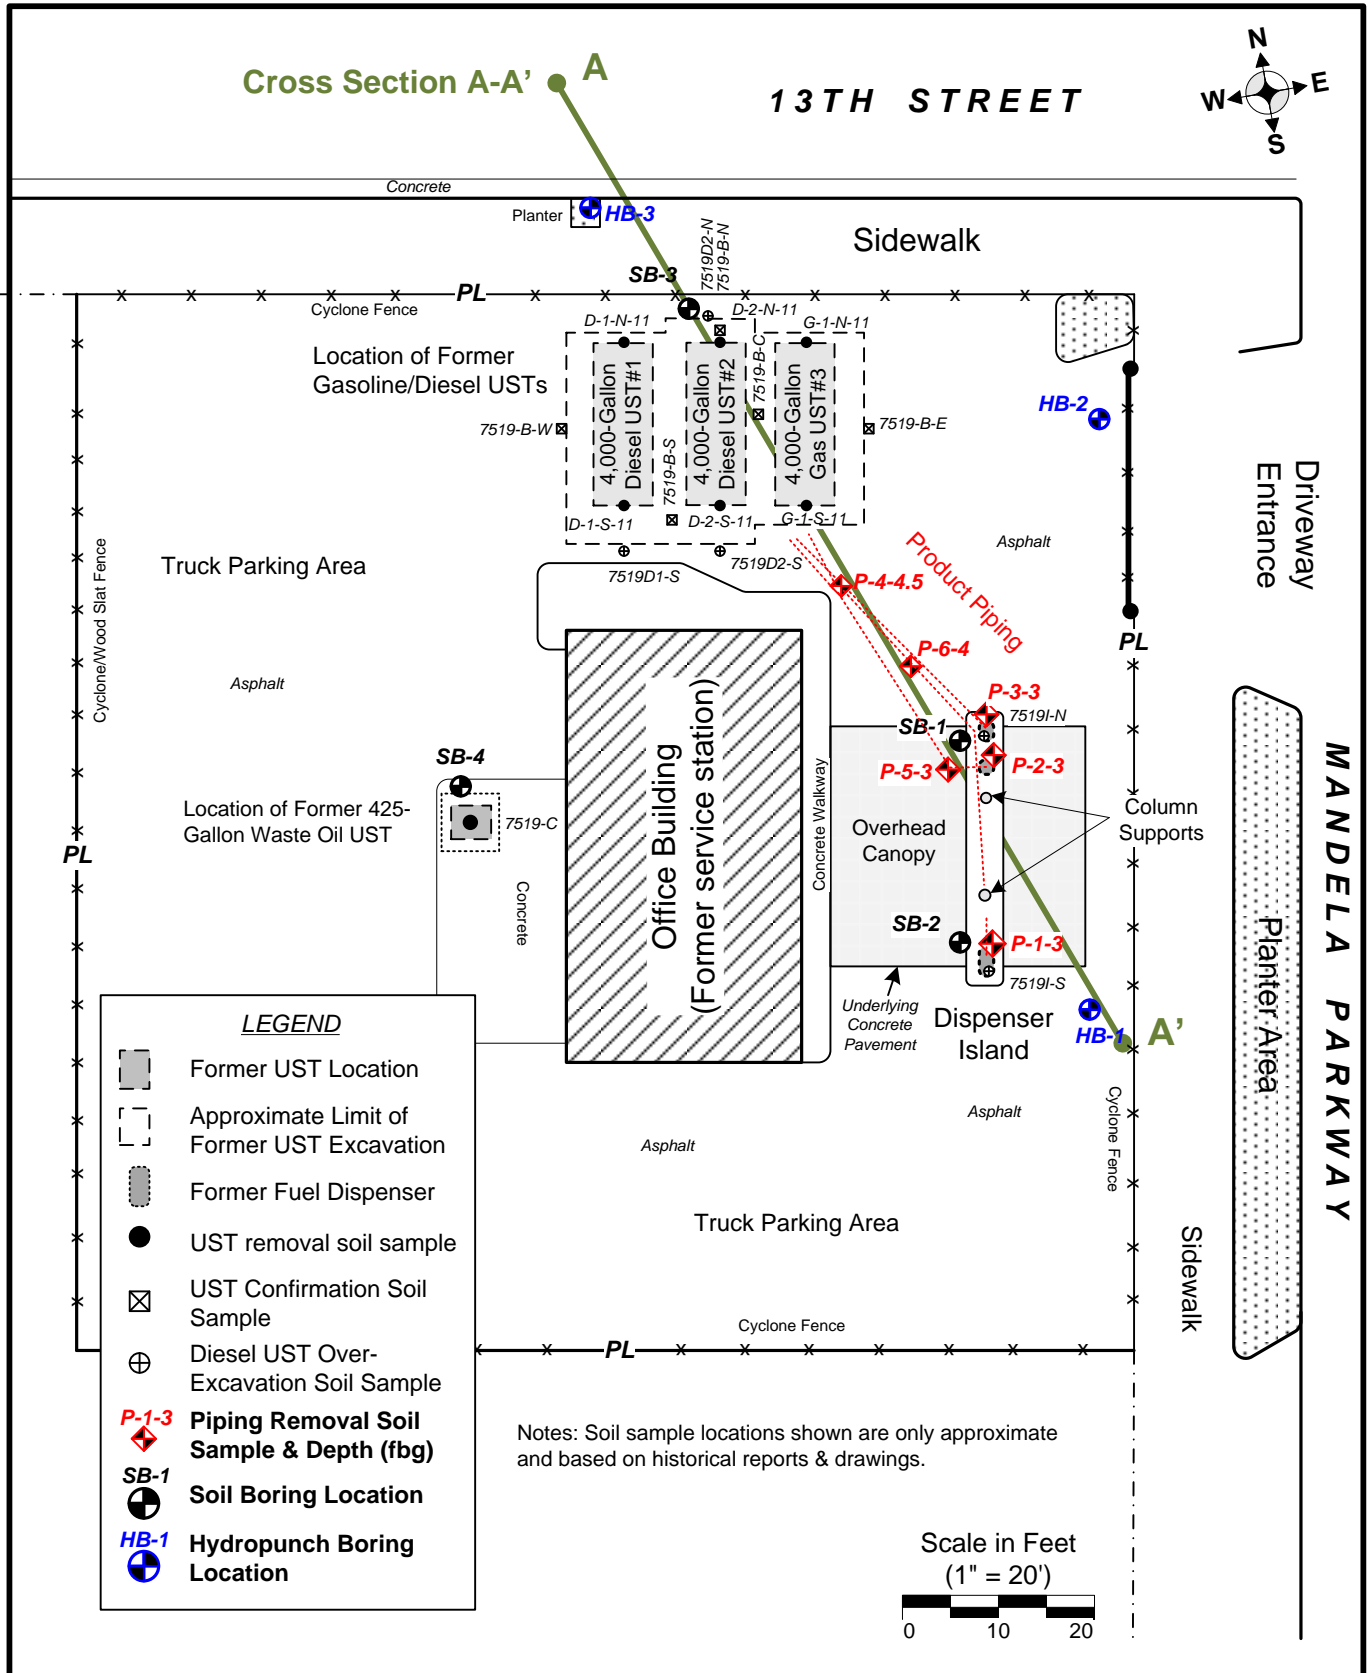 Cross Section A-A’
A
13TH STREET
N
W
E
S
Concrete
Planter
HB-3
Sidewalk
7519D2-N
7519-B-N
SB-3
PL
Cyclone Fence
D-1-N-11
D-2-N-11
G-1-N-11
Location of Former
Gasoline/Diesel USTs
4,000-Gallon
Diesel UST#1
4,000-Gallon
Diesel UST#2
7519-B-C
4,000-Gallon
Gas UST#3
HB-2
7519-B-W
7519-B-E
7519-B-S
D-1-S-11
D-2-S-11
G-1-S-11
7519D1-S
7519D2-S
Driveway
Entrance
Asphalt
Product Piping
Truck Parking Area
Cyclone/Wood Slat Fence
P-4-4.5
P-6-4
PL
P-3-3
7519I-N
Asphalt
Office Building
(Former service station)
SB-1
P-5-3
P-2-3
SB-4
Location of Former 425-
Gallon Waste Oil UST
7519-C
PL
Concrete
Concrete Walkway
Overhead
Canopy
Column
Supports
SB-2
P-1-3
7519I-S
Underlying
Concrete
Pavement
Dispenser
Island
HB-1
A’
MANDELA PARKWAY
Planter Area
Asphalt
Asphalt
Cyclone Fence
Truck Parking Area
Sidewalk
Cyclone Fence
PL
LEGEND
Former UST Location
Approximate Limit of
Former UST Excavation
Former Fuel Dispenser
UST removal soil sample
UST Confirmation Soil
Sample
Diesel UST Over-
Excavation Soil Sample
P-1-3
Piping Removal Soil
Sample & Depth (fbg)
SB-1
Soil Boring Location
HB-1
Hydropunch Boring
Location
Notes: Soil sample locations shown are only approximate
and based on historical reports & drawings.
Scale in Feet
(1" = 20')
0 10 20